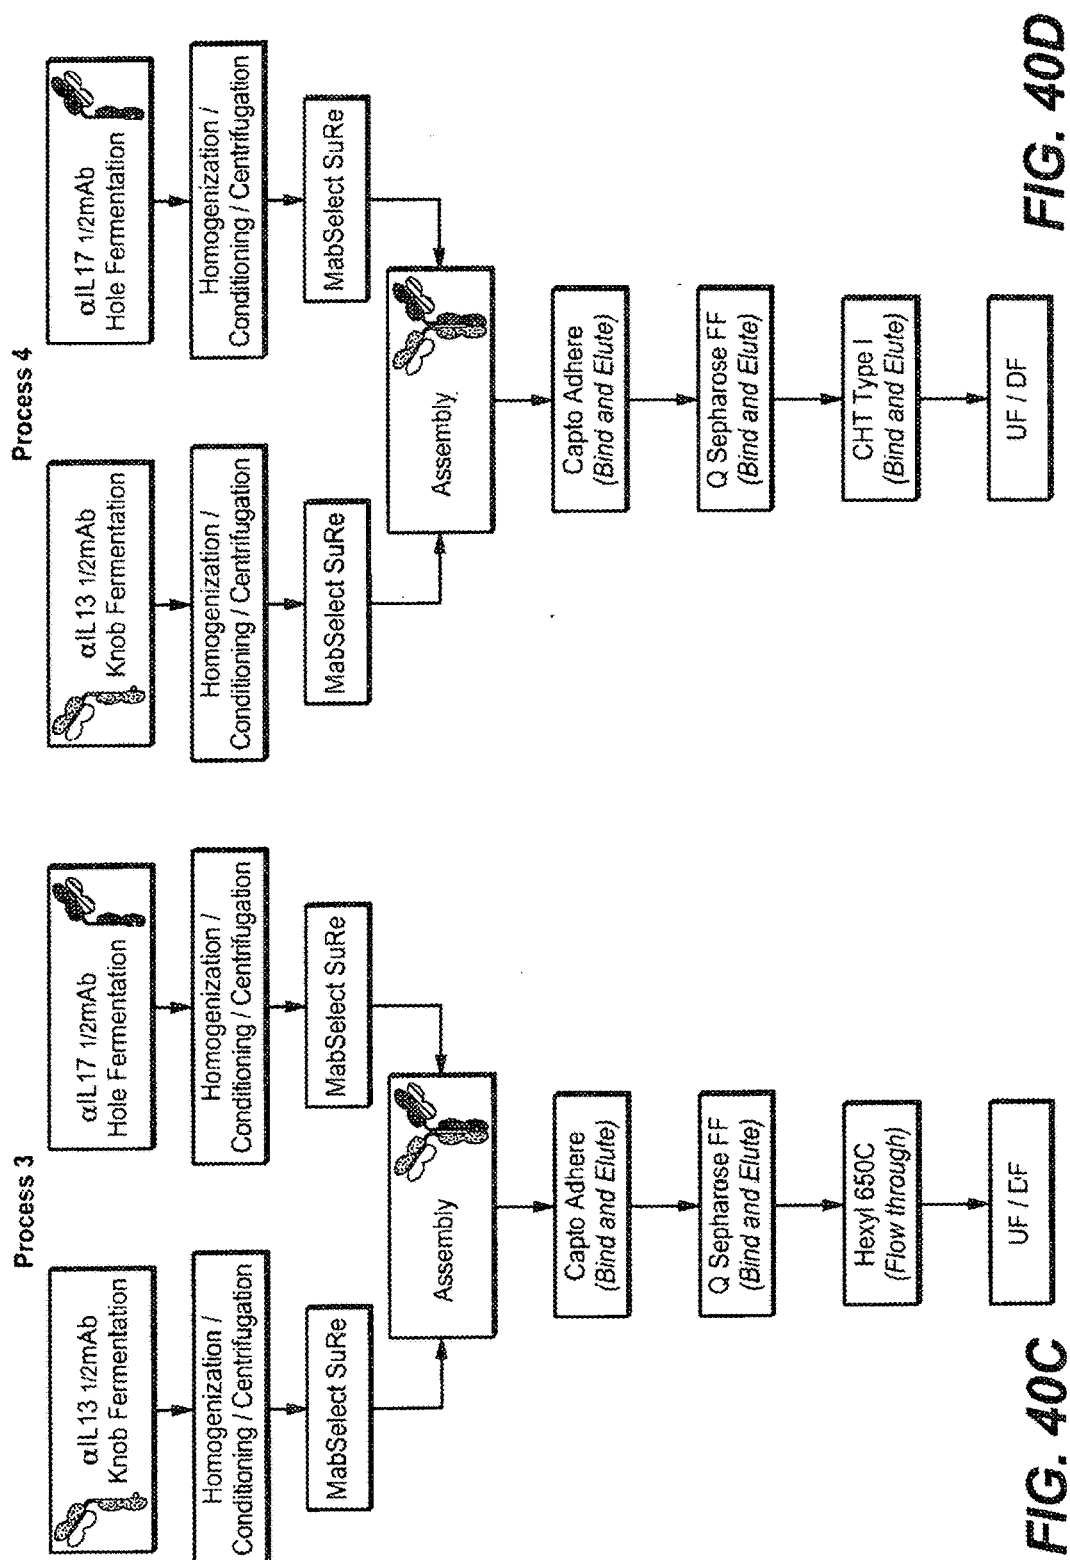 Process 3
αIL13 1/2mAb
Knob Fermentation
αIL17 1/2mAb
Hole Fermentation
Homogenization /
Conditioning / Centrifugation
Homogenization /
Conditioning / Centrifugation
MabSelect SuRe
MabSelect SuRe
Assembly
Capto Adhere
(Bind and Elute)
Q Sepharose FF
(Bind and Elute)
Hexyl 650C
(Flow through)
UF / DF
FIG. 40C
Process 4
αIL13 1/2mAb
Knob Fermentation
αIL17 1/2mAb
Hole Fermentation
Homogenization /
Conditioning / Centrifugation
Homogenization /
Conditioning / Centrifugation
MabSelect SuRe
MabSelect SuRe
Assembly
Capto Adhere
(Bind and Elute)
Q Sepharose FF
(Bind and Elute)
CHT Type I
(Bind and Elute)
UF / DF
FIG. 40D